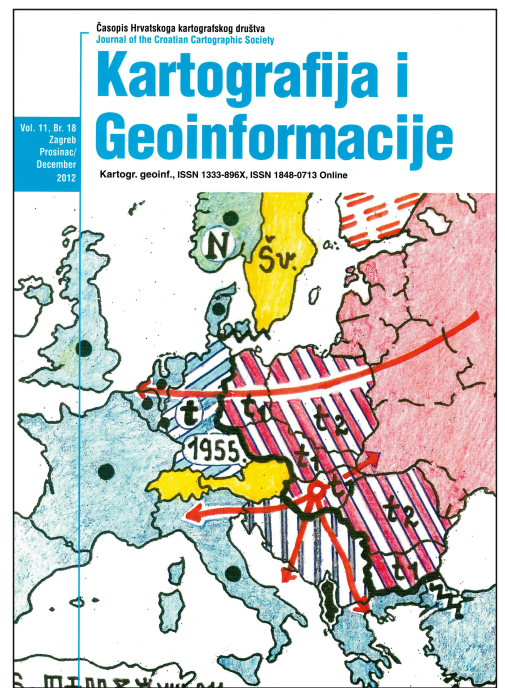 Časopis Hrvatskoga kartografskog društva
Journal of the Croatian Cartographic Society
Kartografija i
Geoinformacije
Vol. 11, Br. 18
Zagreb
Prosinac/
December
2012
Kartogr. geoinf., ISSN 1333-896X, ISSN 1848-0713 Online
N
Šv.
a:
t
t1
t2
1955.
t1
t1
t2
t1